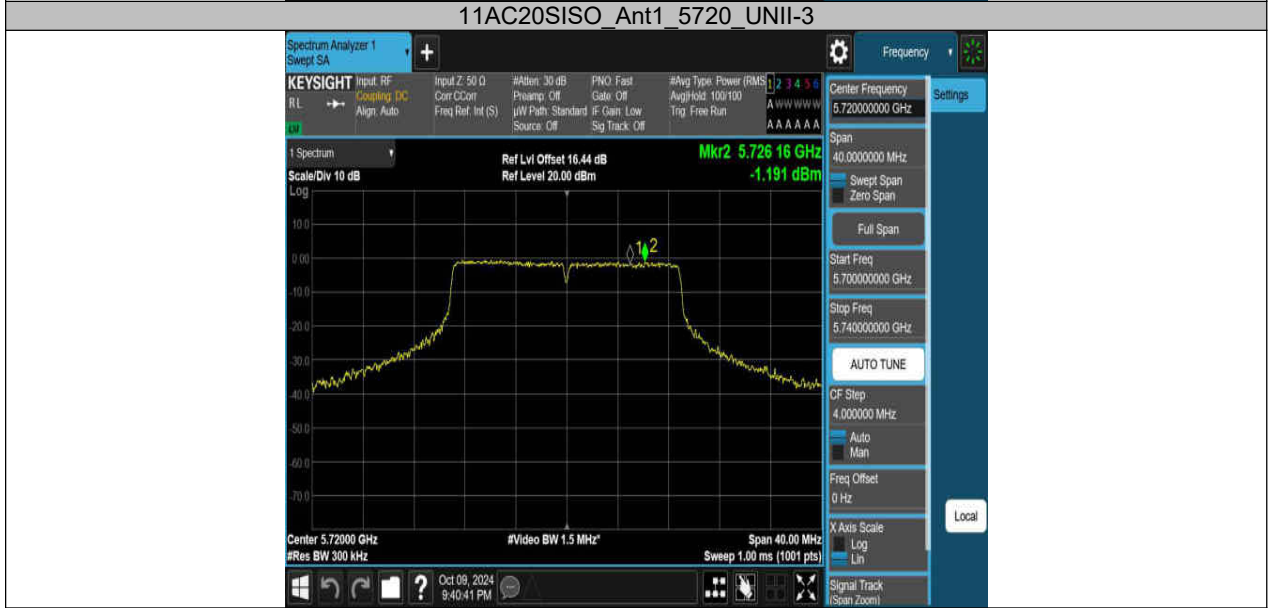 11AC20SISO_Ant1_5720_UNII-3
Spectrum Analyzer 1
Swept SA
+
Frequency
KEYSIGHT
RL
LXI
Input: RF
Coupling: DC
Align: Auto
Input Z: 50 Ω
Corr CCorr
Freq Ref: Int (S)
#Atten: 30 dB
Preamp: Off
µW Path: Standard
Source: Off
PNO: Fast
Gate: Off
IF Gain: Low
Sig Track: Off
#Avg Type: Power (RMS
Avg|Hold: 100/100
Trig: Free Run
1 2 3 4 5 6
A W W W W W
A A A A A A
1 Spectrum
Scale/Div 10 dB
Log
Ref Lvl Offset 16.44 dB
Ref Level 20.00 dBm
Mkr2 5.726 16 GHz
-1.191 dBm
10.0
0.00
-10.0
-20.0
-30.0
-40.0
-50.0
-60.0
-70.0
1
2
Center 5.72000 GHz
#Res BW 300 kHz
#Video BW 1.5 MHz*
Span 40.00 MHz
Sweep 1.00 ms (1001 pts)
?
Oct 09, 2024
9:40:41 PM
Center Frequency
5.720000000 GHz
Settings
Span
40.0000000 MHz
Swept Span
Zero Span
Full Span
Start Freq
5.700000000 GHz
Stop Freq
5.740000000 GHz
AUTO TUNE
CF Step
4.000000 MHz
Auto
Man
Freq Offset
0 Hz
X Axis Scale
Log
Lin
Local
Signal Track
(Span Zoom)